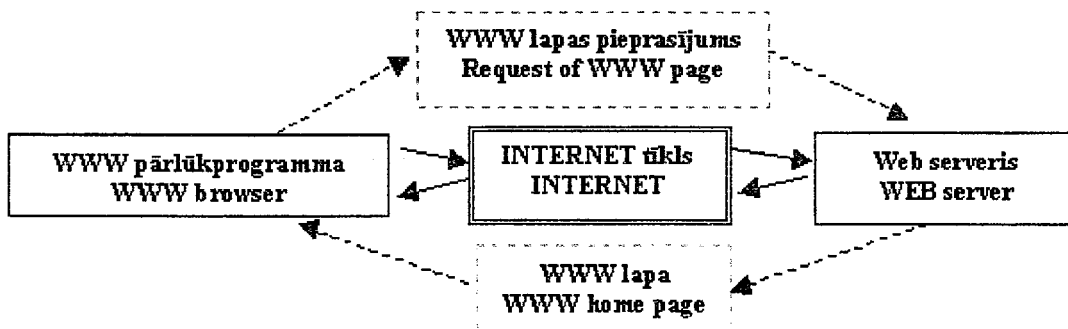 WWW lapas pieprasījums
Request of WWW page
WWW pārlūkprogramma
WWW browser
INTERNET tīkls
INTERNET
Web serveris
WEB server
WWW lapa
WWW home page